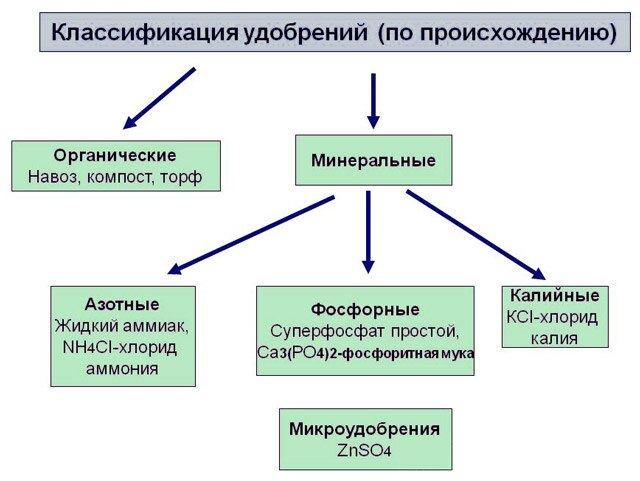 Классификация удобрений (по происхождению)
Органические
Навоз, компост, торф
Минеральные
Азотные
Жидкий аммиак,
NH4Cl-хлорид
аммония
Фосфорные
Суперфосфат простой,
Ca3(PO4)2-фосфоритная мука
Калийные
KCl-хлорид
калия
Микроудобрения
ZnSO4